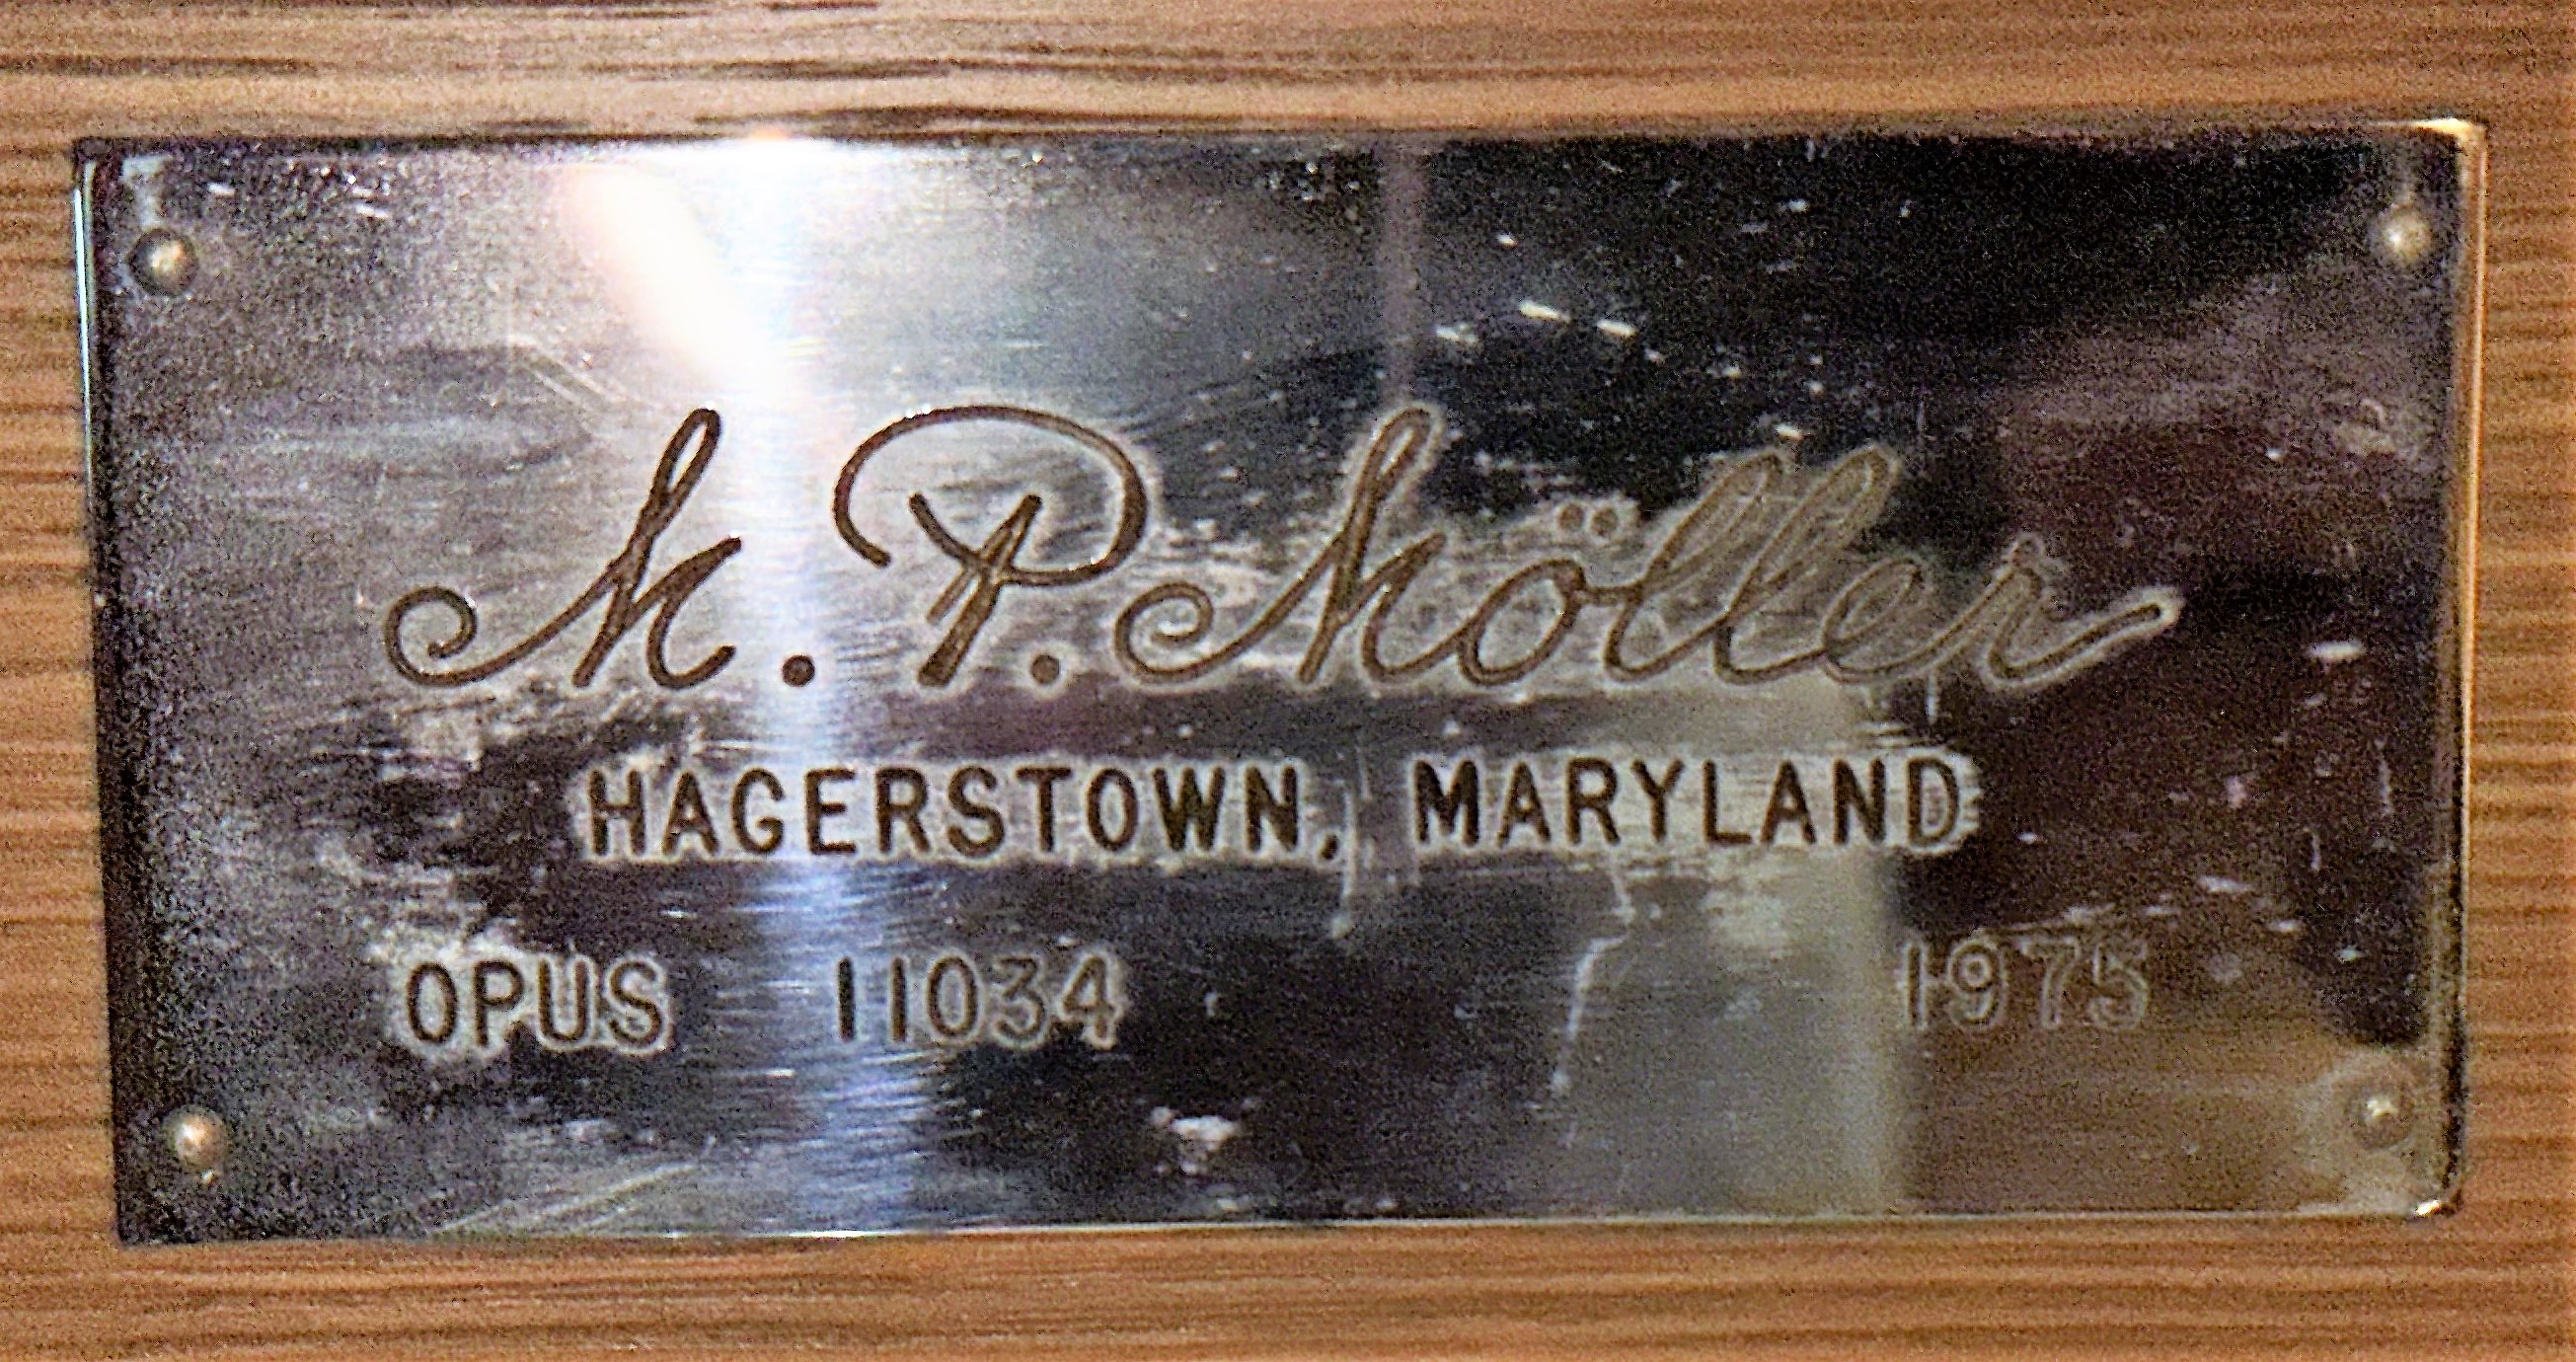 M. P. Möller
HAGERSTOWN, MARYLAND
OPUS 11034 1975